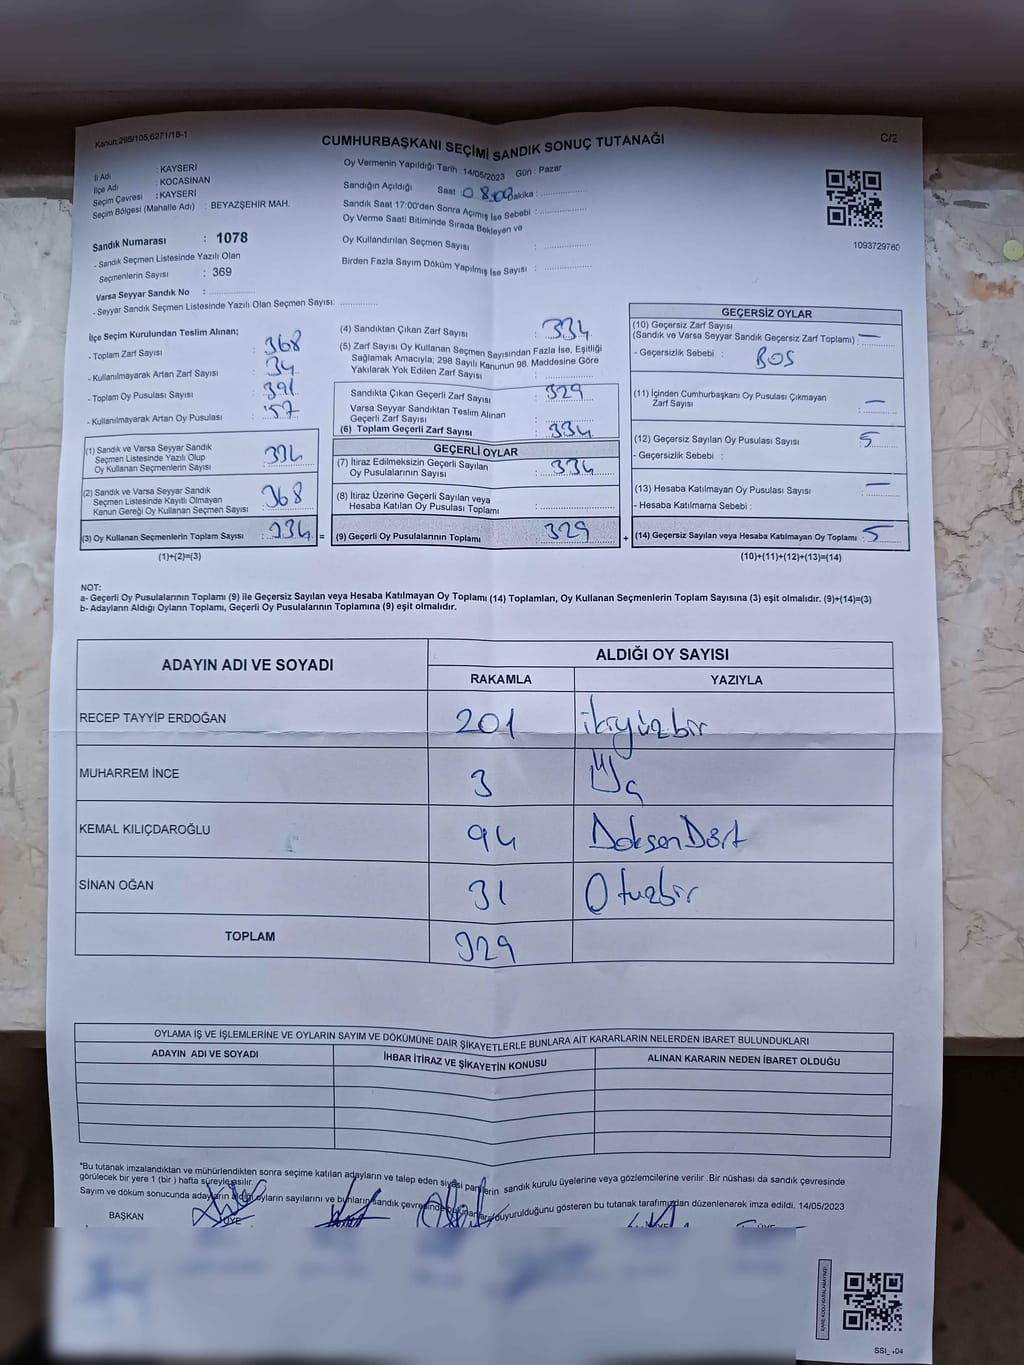 Kanun:298/105,6271/18-1
CUMHURBAŞKANI SEÇİMİ SANDIK SONUÇ TUTANAĞI
C/2
İl Adı : KAYSERİ
İlçe Adı : KOCASİNAN
Seçim Çevresi : KAYSERİ
Seçim Bölgesi (Mahalle Adı) : BEYAZŞEHİR MAH.
Sandık Numarası : 1078
- Sandık Seçmen Listesinde Yazılı Olan
Seçmenlerin Sayısı : 369
Varsa Seyyar Sandık No :
- Seyyar Sandık Seçmen Listesinde Yazılı Olan Seçmen Sayısı:
Oy Vermenin Yapıldığı Tarih : 14/05/2023 Gün : Pazar
Sandığın Açıldığı Saat 08:00 Dakika :
Sandık Saat 17:00'den Sonra Açılmış İse Sebebi :
Oy Verme Saati Bitiminde Sırada Bekleyen ve
Oy Kullandırılan Seçmen Sayısı :
Birden Fazla Sayım Döküm Yapılmış İse Sayısı :
1093729760
İlçe Seçim Kurulundan Teslim Alınan;
- Toplam Zarf Sayısı : 368
- Kullanılmayarak Artan Zarf Sayısı : 34
- Toplam Oy Pusulası Sayısı : 391
- Kullanılmayarak Artan Oy Pusulası : 57
(1) Sandık ve Varsa Seyyar Sandık
Seçmen Listesinde Yazılı Olup
Oy Kullanan Seçmenlerin Sayısı : 334
(2) Sandık ve Varsa Seyyar Sandık
Seçmen Listesinde Kayıtlı Olmayan
Kanun Gereği Oy Kullanan Seçmen Sayısı : 368
(3) Oy Kullanan Seçmenlerin Toplam Sayısı : 334 =
(1)+(2)=(3)
(4) Sandıktan Çıkan Zarf Sayısı : 334
(5) Zarf Sayısı Oy Kullanan Seçmen Sayısından Fazla İse, Eşitliği
Sağlamak Amacıyla; 298 Sayılı Kanunun 98. Maddesine Göre
Yakılarak Yok Edilen Zarf Sayısı :
Sandıkta Çıkan Geçerli Zarf Sayısı : 329
Varsa Seyyar Sandıktan Teslim Alınan
Geçerli Zarf Sayısı :
(6) Toplam Geçerli Zarf Sayısı : 334
GEÇERLİ OYLAR
(7) İtiraz Edilmeksizin Geçerli Sayılan
Oy Pusulalarının Sayısı : 334
(8) İtiraz Üzerine Geçerli Sayılan veya
Hesaba Katılan Oy Pusulası Toplamı :
(9) Geçerli Oy Pusulalarının Toplamı : 329 +
GEÇERSİZ OYLAR
(10) Geçersiz Zarf Sayısı
(Sandık ve Varsa Seyyar Sandık Geçersiz Zarf Toplamı) : —
- Geçersizlik Sebebi : BOŞ
(11) İçinden Cumhurbaşkanı Oy Pusulası Çıkmayan
Zarf Sayısı : —
(12) Geçersiz Sayılan Oy Pusulası Sayısı : 5
- Geçersizlik Sebebi :
(13) Hesaba Katılmayan Oy Pusulası Sayısı : —
- Hesaba Katılmama Sebebi :
(14) Geçersiz Sayılan veya Hesaba Katılmayan Oy Toplamı : 5
(10)+(11)+(12)+(13)=(14)
NOT:
a- Geçerli Oy Pusulalarının Toplamı (9) ile Geçersiz Sayılan veya Hesaba Katılmayan Oy Toplamı (14) Toplamları, Oy Kullanan Seçmenlerin Toplam Sayısına (3) eşit olmalıdır. (9)+(14)=(3)
b- Adayların Aldığı Oyların Toplamı, Geçerli Oy Pusulalarının Toplamına (9) eşit olmalıdır.
ADAYIN ADI VE SOYADI
ALDIĞI OY SAYISI
RAKAMLA YAZIYLA
RECEP TAYYİP ERDOĞAN 201 ikiyüzbir
MUHARREM İNCE 3 Üç
KEMAL KILIÇDAROĞLU 94 DoksenDört
SİNAN OĞAN 31 Otuzbir
TOPLAM 329
OYLAMA İŞ VE İŞLEMLERİNE VE OYLARIN SAYIM VE DÖKÜMÜNE DAİR ŞİKAYETLERLE BUNLARA AİT KARARLARIN NELERDEN İBARET BULUNDUKLARI
ADAYIN ADI VE SOYADI İHBAR İTİRAZ VE ŞİKAYETİN KONUSU ALINAN KARARIN NEDEN İBARET OLDUĞU
*Bu tutanak imzalandıktan ve mühürlendikten sonra seçime katılan adayların ve talep eden siyasi partilerin sandık kurulu üyelerine veya gözlemcilerine verilir. Bir nüshası da sandık çevresinde
görülecek bir yere 1 (bir ) hafta süreyle asılır.
Sayım ve döküm sonucunda adayların aldığı oyların sayılarını ve bunların sandık çevresinde duyurulduğunu gösteren bu tutanak tarafımızdan düzenlenerek imza edildi. 14/05/2023
BAŞKAN ÜYE
SSI_